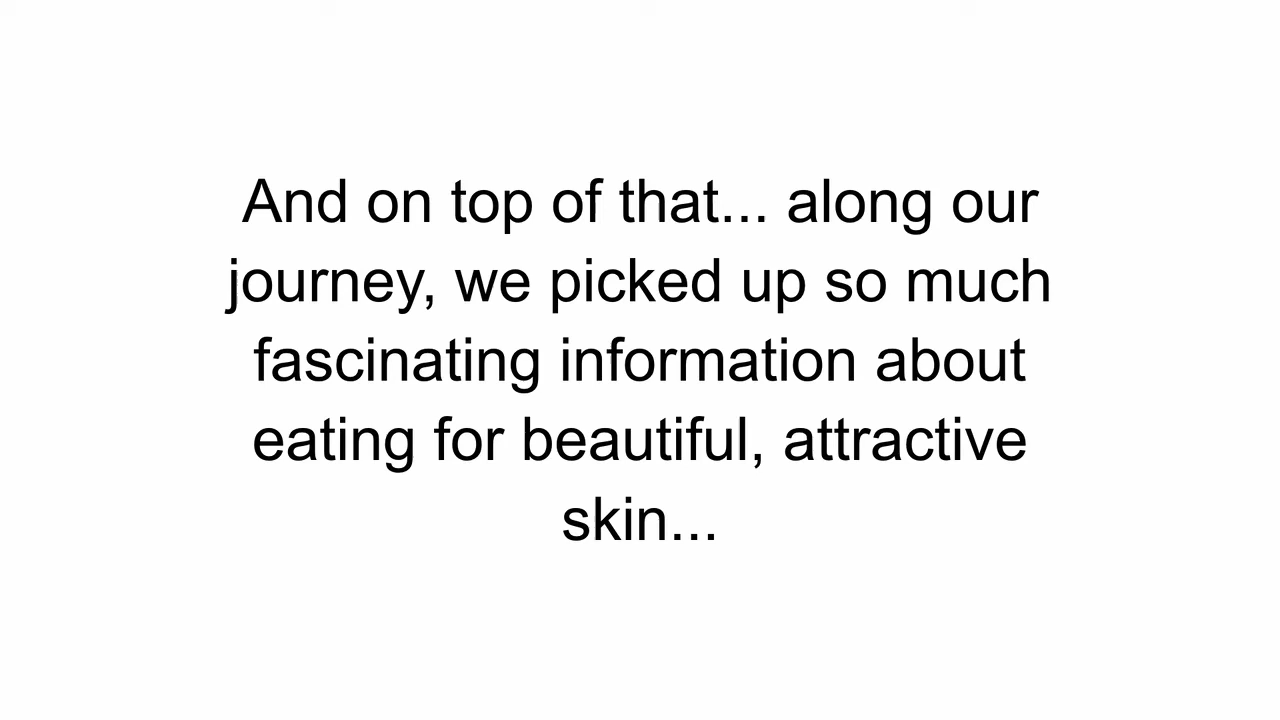 And on top of that... along our
journey, we picked up so much
fascinating information about
eating for beautiful, attractive
skin...